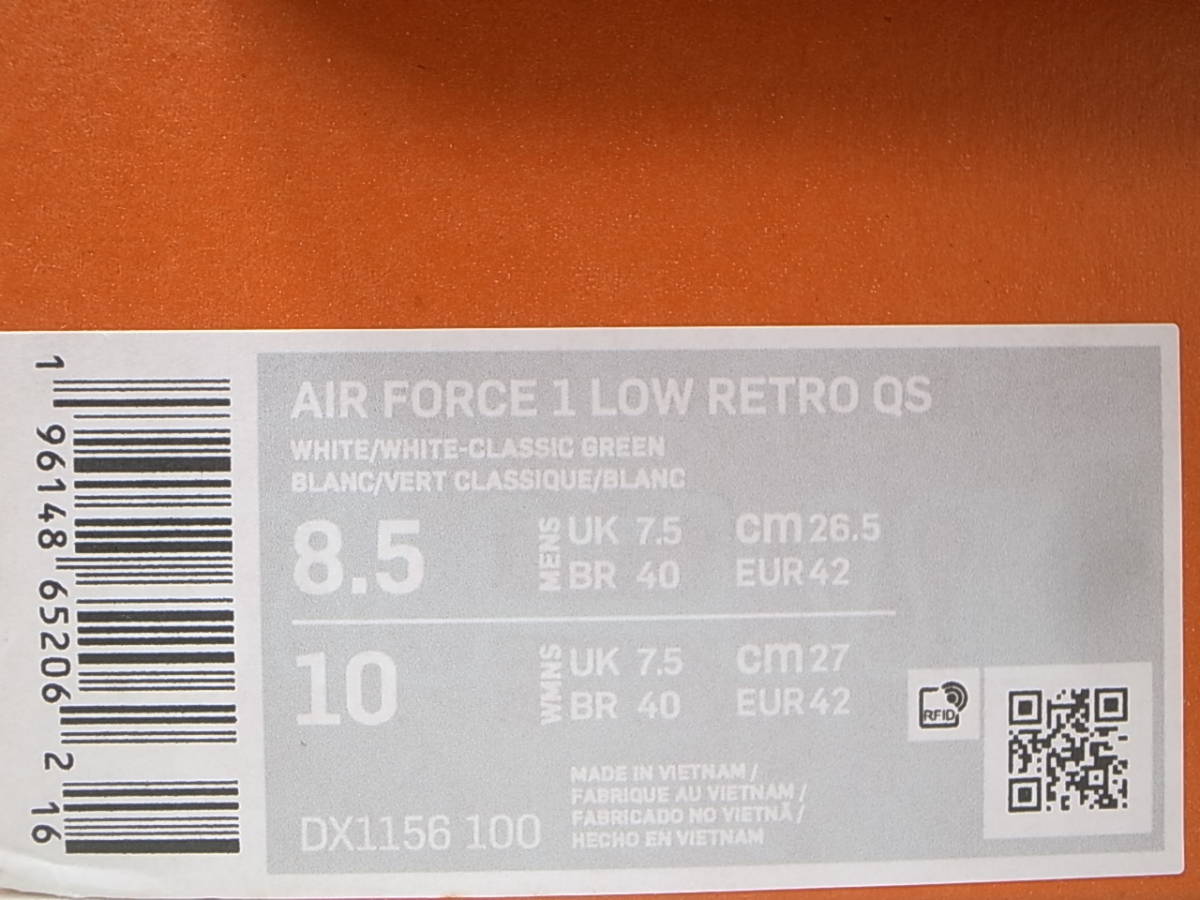 AIR FORCE 1 LOW RETRO QS
WHITE/WHITE-CLASSIC GREEN
BLANC/VERT CLASSIQUE/BLANC
8.5
MENS
UK 7.5 cm 26.5
BR 40 EUR 42
10
WMNS
UK 7.5 cm 27
BR 40 EUR 42
RFID
DX1156 100
MADE IN VIETNAM /
FABRIQUE AU VIETNAM /
FABRICADO NO VIETNÃ /
HECHO EN VIETNAM
1 96148 65206 2 16